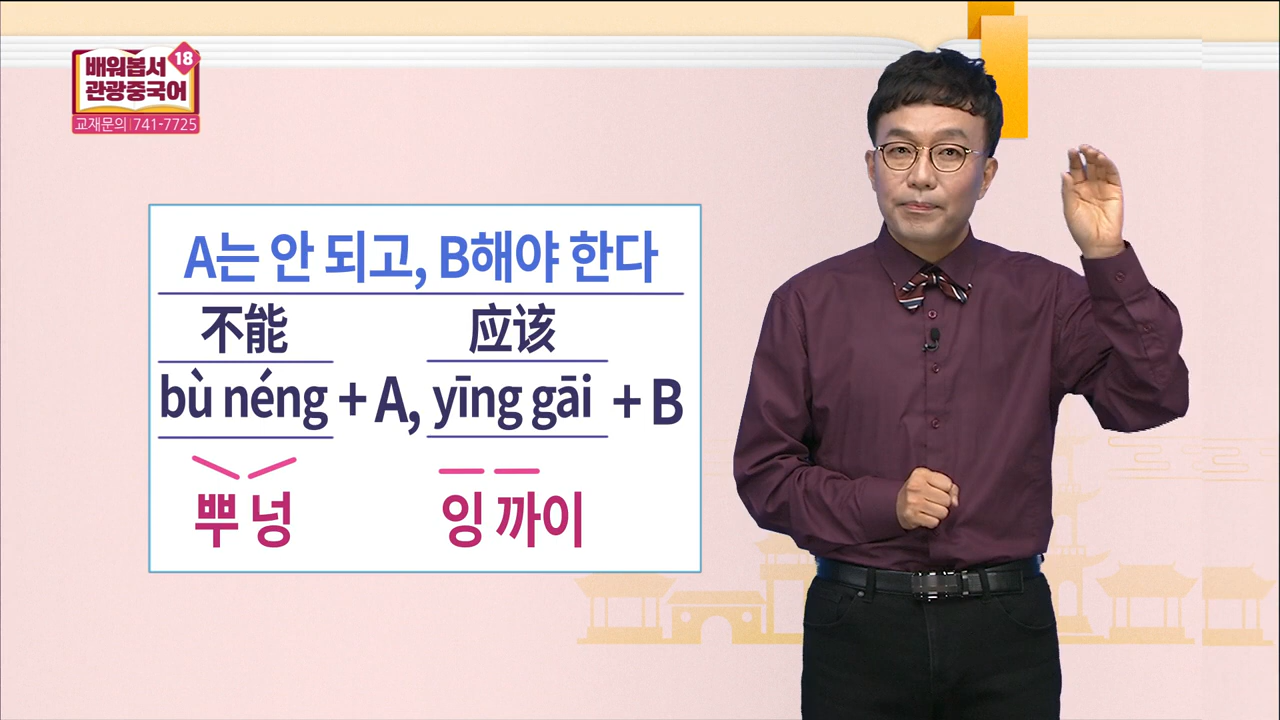 배워봅서 18
관광중국어
교재문의 | 741-7725
A는 안 되고, B해야 한다
不能 应该
bù néng + A, yīng gāi + B
뿌 넝 잉 까이